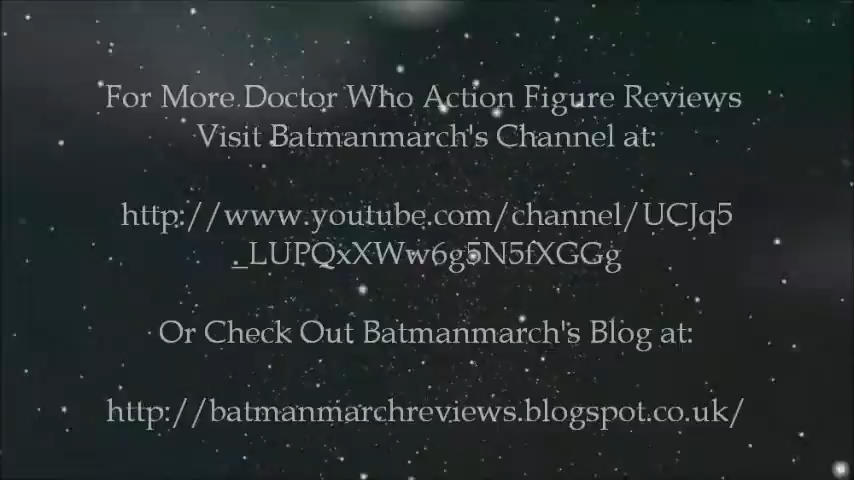 For More Doctor Who Action Figure Reviews
Visit Batmanmarch's Channel at:
http://www.youtube.com/channel/UCJq5
_LUPQxXWw6g5N5fXGGg
Or Check Out Batmanmarch's Blog at:
http://batmanmarchreviews.blogspot.co.uk/